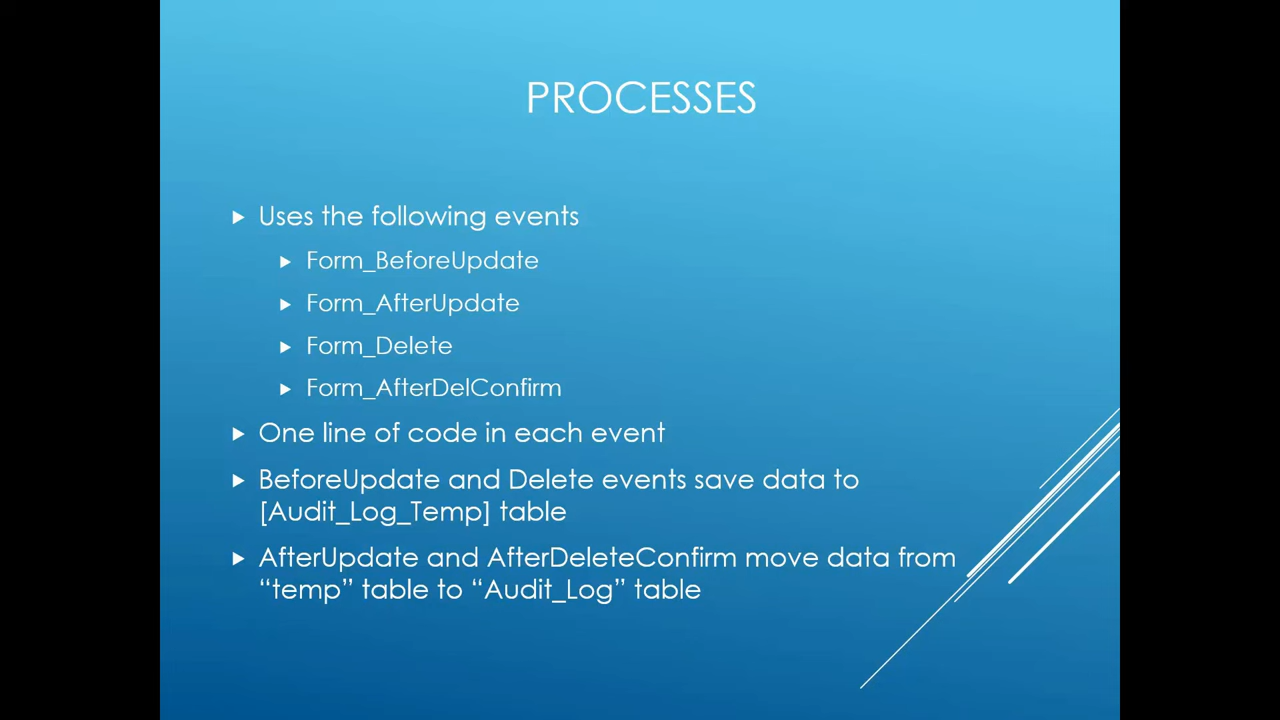 PROCESSES
Uses the following events
Form_BeforeUpdate
Form_AfterUpdate
Form_Delete
Form_AfterDelConfirm
One line of code in each event
BeforeUpdate and Delete events save data to
[Audit_Log_Temp] table
AfterUpdate and AfterDeleteConfirm move data from
“temp” table to “Audit_Log” table